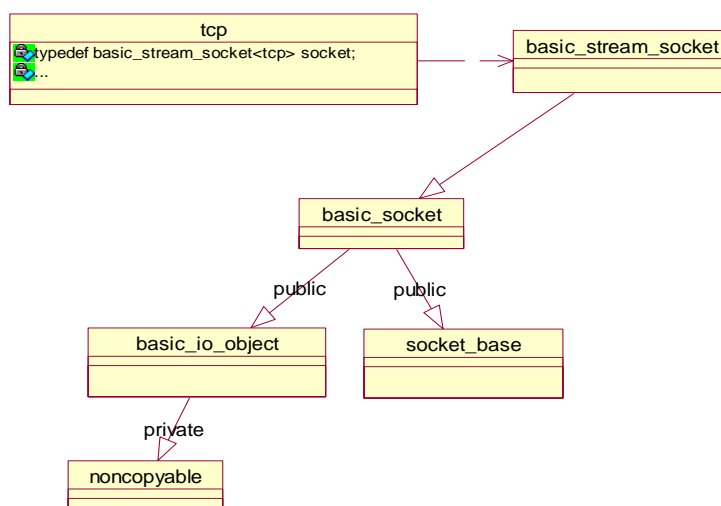 tcp
typedef basic_stream_socket<tcp> socket;
...
basic_stream_socket
basic_socket
public
public
basic_io_object
socket_base
private
noncopyable